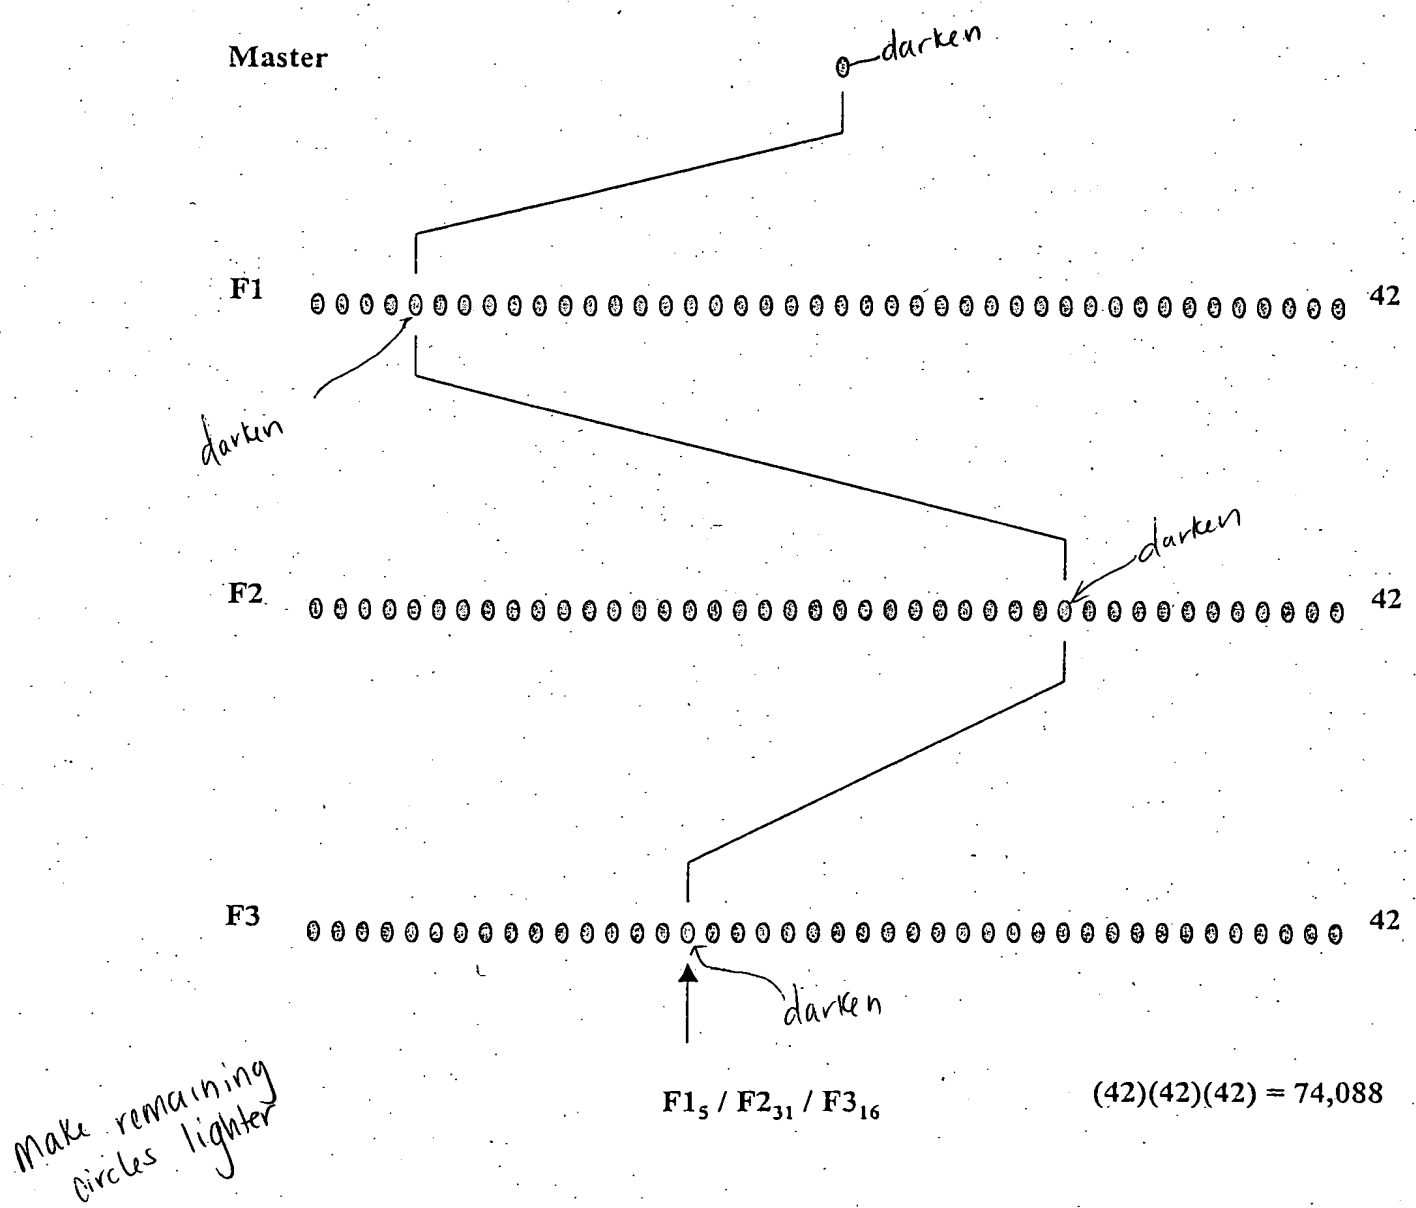 Master
darken
F1
42
darken
darken
F2
42
F3
42
darken
F1₅ / F2₃₁ / F3₁₆
(42)(42)(42) = 74,088
Make remaining
circles lighter